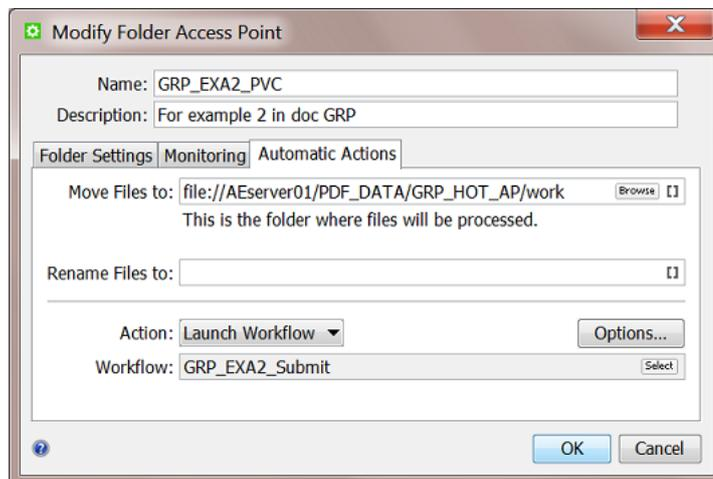 Modify Folder Access Point
Name: GRP_EXA2_PVC
Description: For example 2 in doc GRP
Folder Settings Monitoring Automatic Actions
Move Files to: file://AEserver01/PDF_DATA/GRP_HOT_AP/work Browse []
This is the folder where files will be processed.
Rename Files to: []
Action: Launch Workflow Options...
Workflow: GRP_EXA2_Submit Select
? OK Cancel